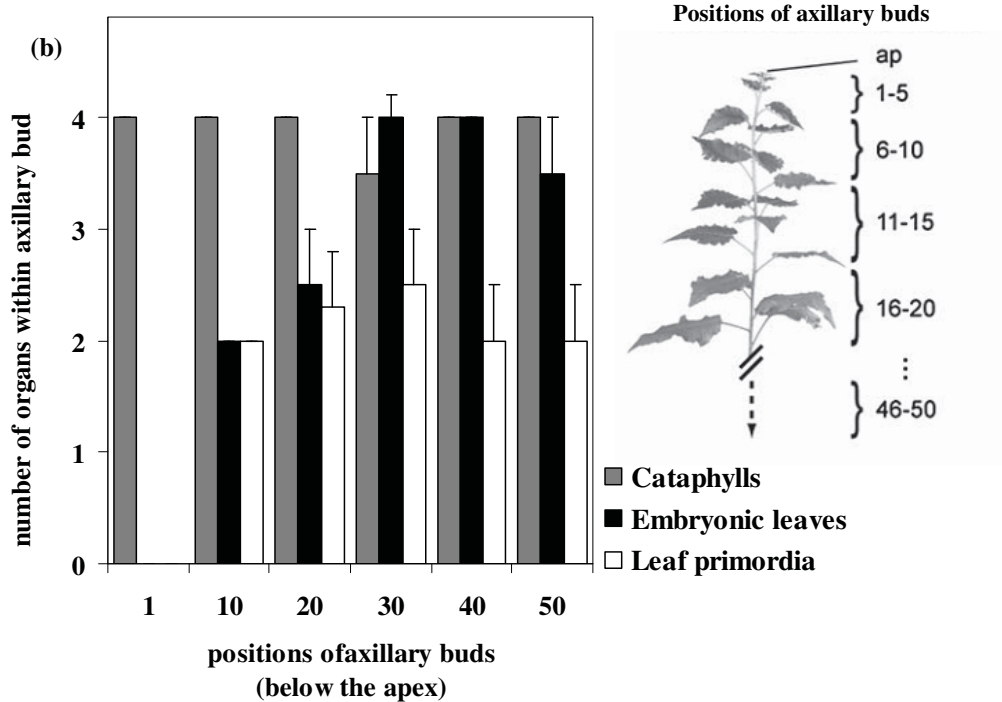 (b)
number of organs within axillary bud
4
3
2
1
0
1 10 20 30 40 50
positions ofaxillary buds
(below the apex)
Positions of axillary buds
ap
1-5
6-10
11-15
16-20
⋮
46-50
Cataphylls
Embryonic leaves
Leaf primordia